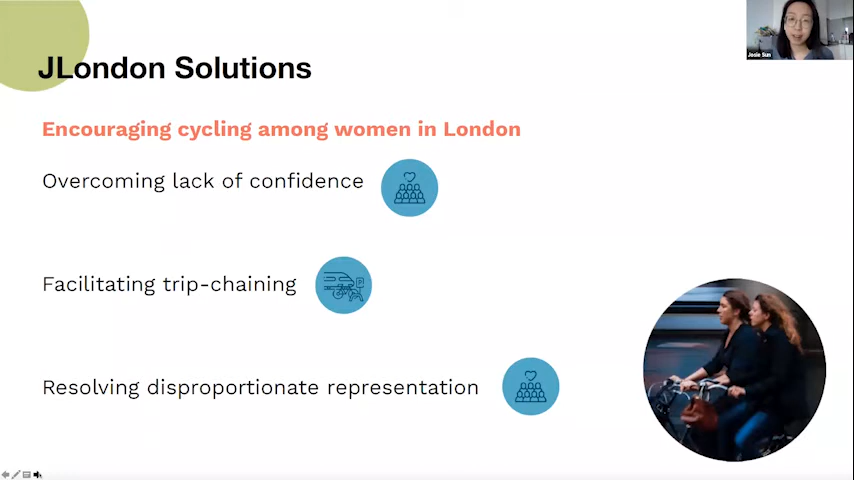 Josie Sun
JLondon Solutions
Encouraging cycling among women in London
Overcoming lack of confidence
Facilitating trip-chaining
P
Resolving disproportionate representation